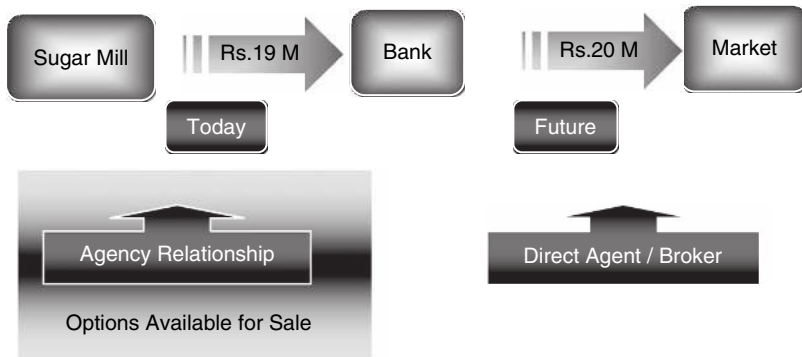 Sugar Mill
Rs.19 M
Bank
Rs.20 M
Market
Today
Future
Agency Relationship
Direct Agent / Broker
Options Available for Sale